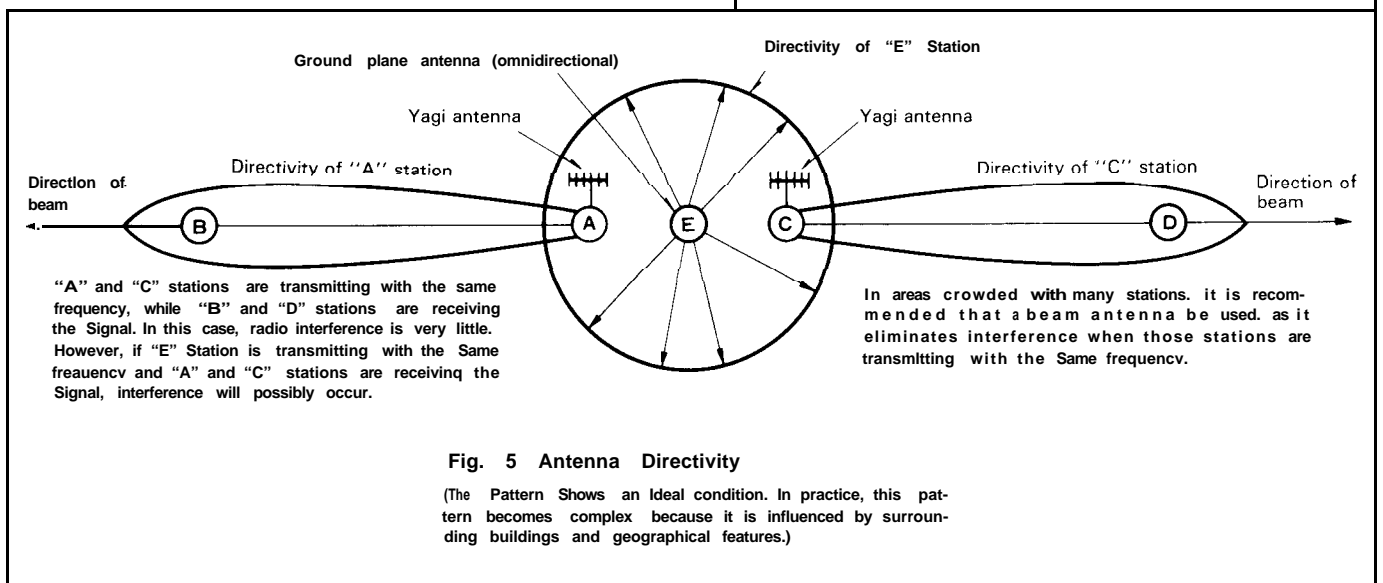 Directivity of “E” Station
Ground plane antenna (omnidirectional)
Yagi antenna
Yagi antenna
Directivity of ‘‘A’’ station
Directivity of ‘‘C’’ station
Direction of
beam
Direction of
beam
B
A
E
C
D
“A” and “C” stations are transmitting with the same
frequency, while “B” and “D” stations are receiving
the Signal. In this case, radio interference is very little.
However, if “E” Station is transmitting with the Same
freauencv and “A” and “C” stations are receivinq the
Signal, interference will possibly occur.
In areas crowded with many stations. it is recom-
mended that a beam antenna be used. as it
eliminates interference when those stations are
transmltting with the Same frequencv.
Fig. 5 Antenna Directivity
(The Pattern Shows an Ideal condition. In practice, this pat-
tern becomes complex because it is influenced by surroun-
ding buildings and geographical features.)